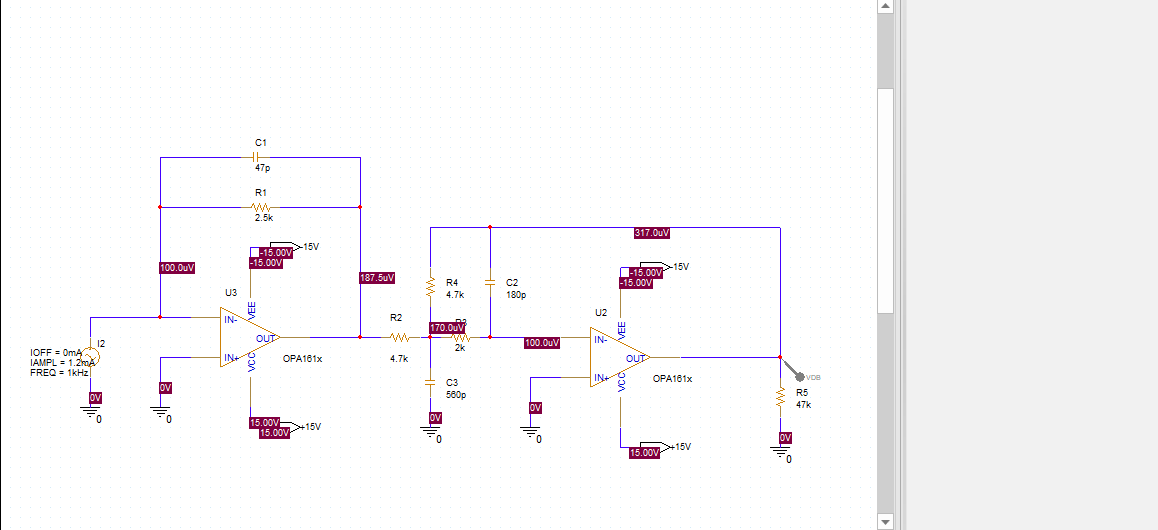 C1
47p
R1
2.5k
100.0uV
-15.00V
-15.00V
-15V
187.5uV
U3
IN-
VEE
OUT
IN+
VCC
OPA161x
I2
IOFF = 0mA
IAMPL = 1.2mA
FREQ = 1kHz
0V
0
0V
0
15.00V
15.00V
+15V
R2
4.7k
R4
4.7k
C2
180p
170.0uV
R3
2k
C3
560p
0V
0
317.0uV
100.0uV
-15.00V
-15.00V
-15V
U2
IN-
VEE
OUT
IN+
VCC
OPA161x
0V
0
15.00V
+15V
VDB
R5
47k
0V
0